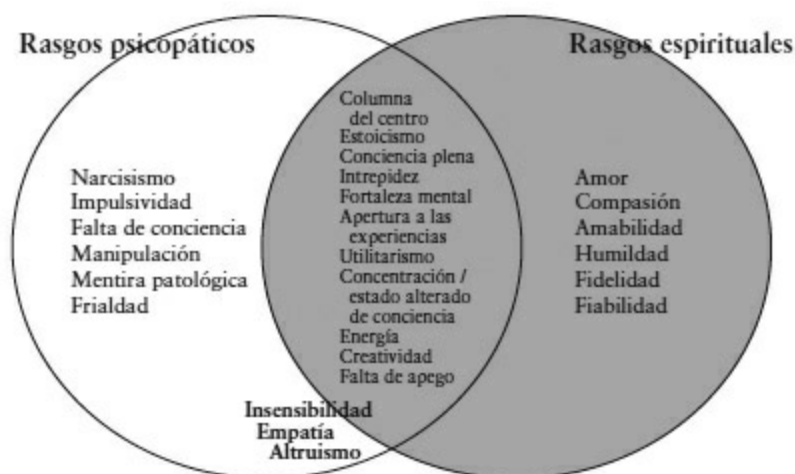 Rasgos psicopáticos
Rasgos espirituales
Narcisismo
Impulsividad
Falta de conciencia
Manipulación
Mentira patológica
Frialdad
Columna
del centro
Estoicismo
Conciencia plena
Intrepidez
Fortaleza mental
Apertura a las
experiencias
Utilitarismo
Concentración /
estado alterado
de conciencia
Energía
Creatividad
Falta de apego
Amor
Compasión
Amabilidad
Humildad
Fidelidad
Fiabilidad
Insensibilidad
Empatía
Altruismo